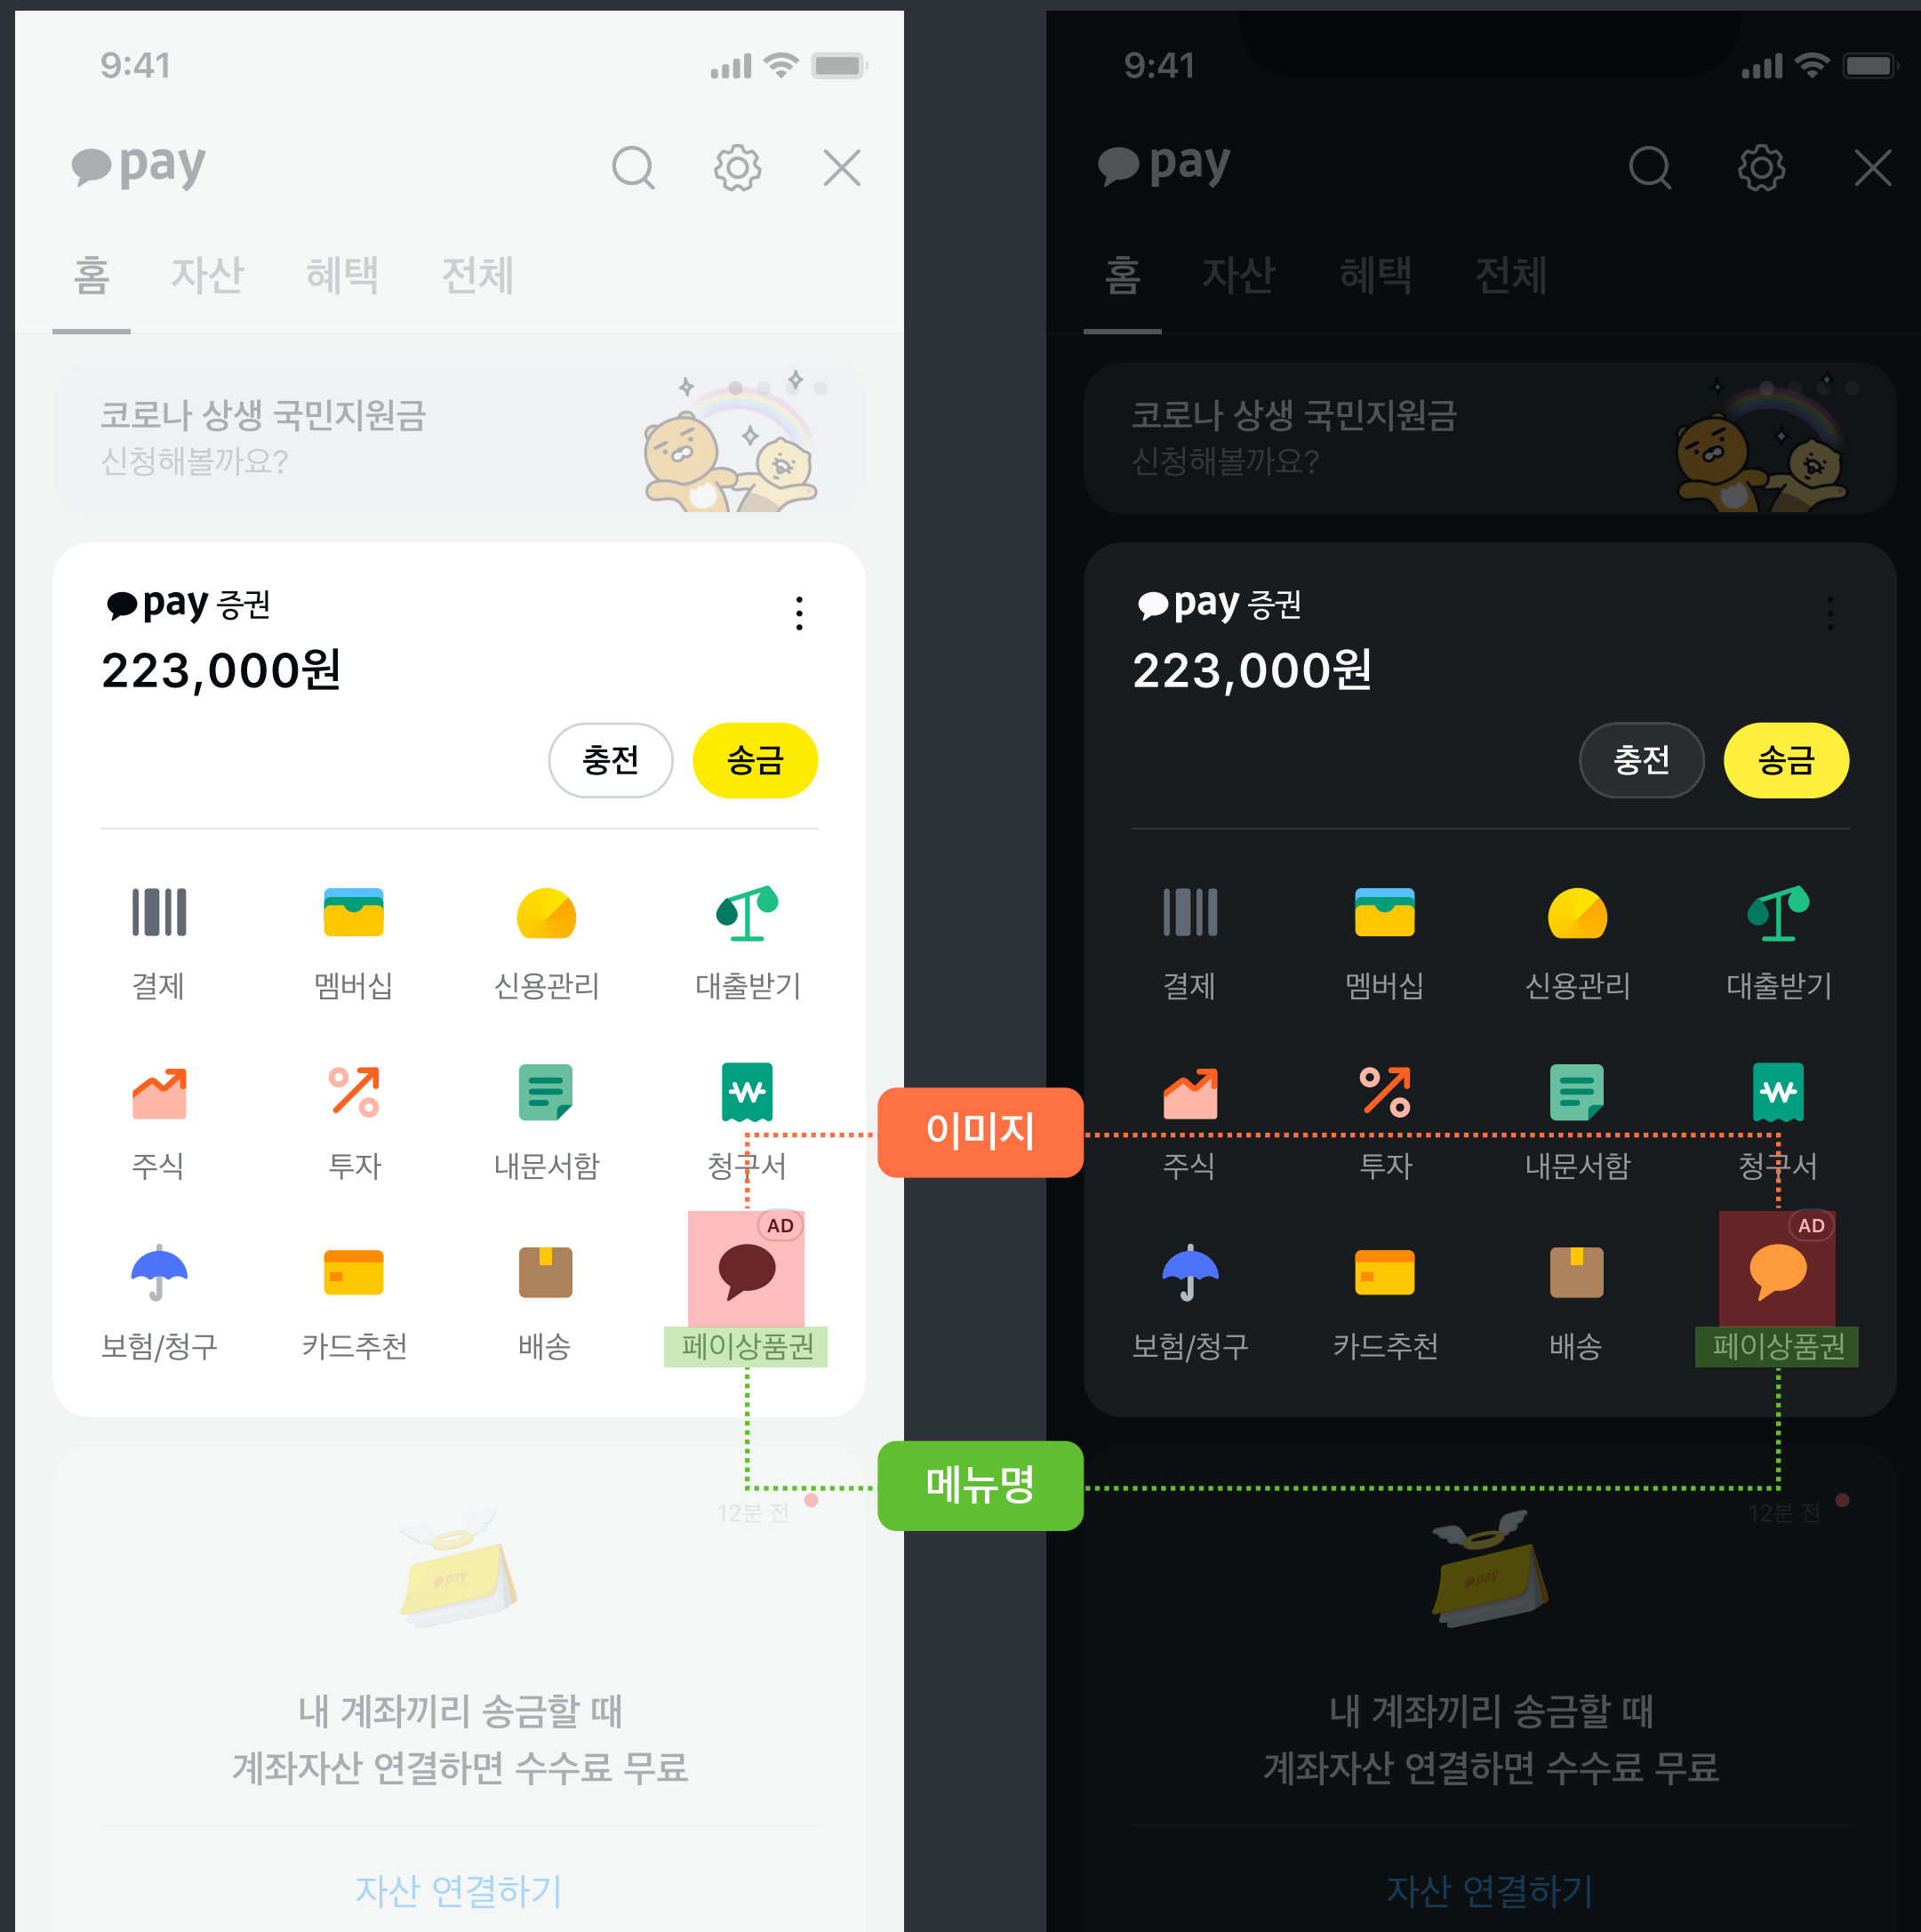 9:41
pay
홈 자산 혜택 전체
코로나 상생 국민지원금
신청해볼까요?
pay 증권
223,000원
충전 송금
결제 멤버십 신용관리 대출받기
주식 투자 내문서함 청구서
AD
보험/청구 카드추천 배송 페이상품권
12분 전
pay
내 계좌끼리 송금할 때
계좌자산 연결하면 수수료 무료
자산 연결하기
이미지
메뉴명
9:41
pay
홈 자산 혜택 전체
코로나 상생 국민지원금
신청해볼까요?
pay 증권
223,000원
충전 송금
결제 멤버십 신용관리 대출받기
주식 투자 내문서함 청구서
AD
보험/청구 카드추천 배송 페이상품권
12분 전
pay
내 계좌끼리 송금할 때
계좌자산 연결하면 수수료 무료
자산 연결하기